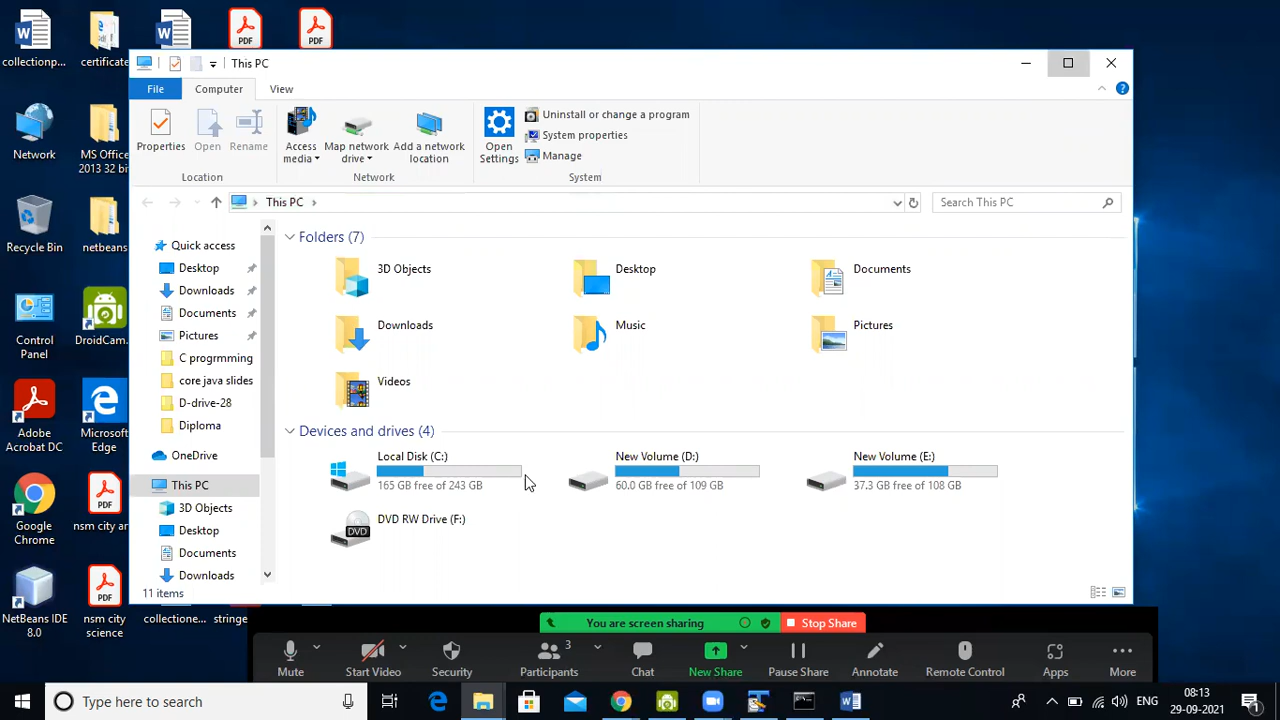 collectionp...
certificate
PDF
PDF
This PC
File
Computer
View
Properties
Open
Rename
Access media
Map network drive
Add a network location
Open Settings
Uninstall or change a program
System properties
Manage
Location
Network
System
This PC
Search This PC
Network
MS Office 2013 32 bit
Recycle Bin
netbeans
Control Panel
DroidCam...
Adobe Acrobat DC
Microsoft Edge
Google Chrome
nsm city ar...
NetBeans IDE 8.0
nsm city science
collectione...
stringe
PDF
PDF
Quick access
Desktop
Downloads
Documents
Pictures
C progrmming
core java slides
D-drive-28
Diploma
OneDrive
This PC
3D Objects
Desktop
Documents
Downloads
Folders (7)
3D Objects
Desktop
Documents
Downloads
Music
Pictures
Videos
Devices and drives (4)
Local Disk (C:)
165 GB free of 243 GB
New Volume (D:)
60.0 GB free of 109 GB
New Volume (E:)
37.3 GB free of 108 GB
DVD
DVD RW Drive (F:)
11 items
You are screen sharing
Stop Share
Mute
Start Video
Security
Participants
3
Chat
New Share
Pause Share
Annotate
Remote Control
Apps
More
Type here to search
ENG
08:13
29-09-2021
1